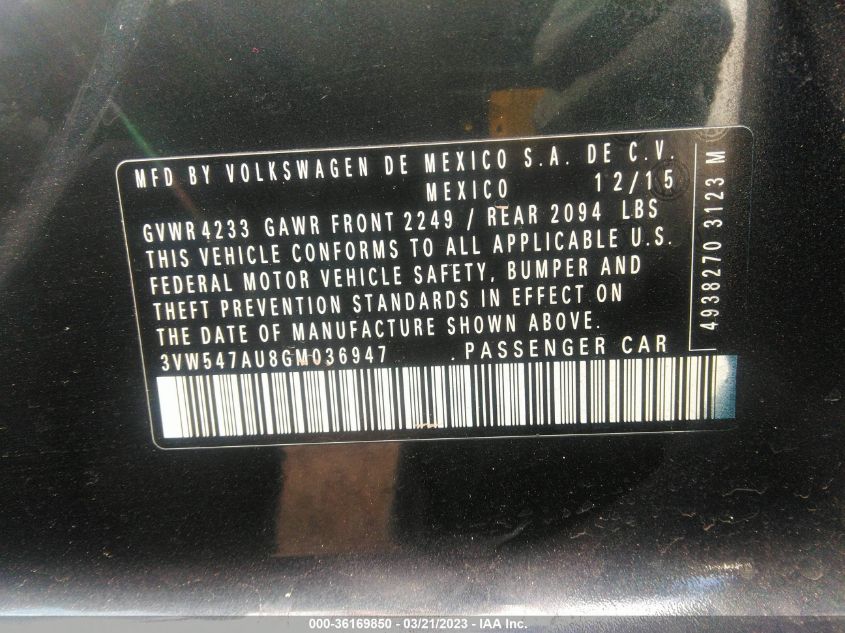 MFD BY VOLKSWAGEN DE MEXICO S.A. DE C.V.
MEXICO 12/15
GVWR 4233 GAWR FRONT 2249 / REAR 2094 LBS
THIS VEHICLE CONFORMS TO ALL APPLICABLE U.S.
FEDERAL MOTOR VEHICLE SAFETY, BUMPER AND
THEFT PREVENTION STANDARDS IN EFFECT ON
THE DATE OF MANUFACTURE SHOWN ABOVE.
3VW547AU8GM036947 .PASSENGER CAR
4938270 3123 M
000-36169850 - 03/21/2023 - IAA Inc.